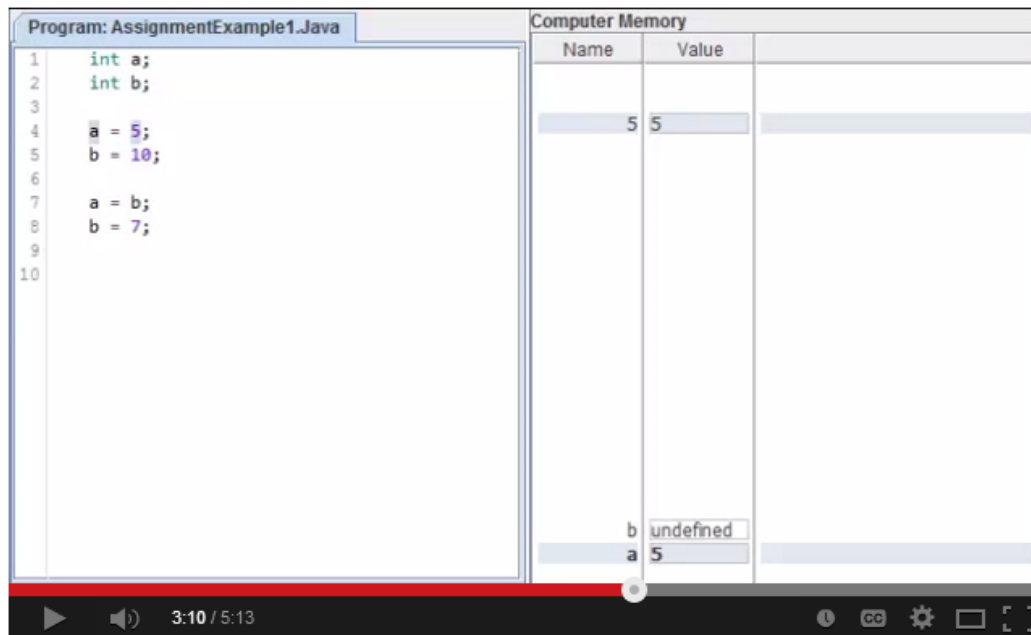 Program: AssignmentExample1.Java
1 int a;
2 int b;
3
4 a = 5;
5 b = 10;
6
7 a = b;
8 b = 7;
9
10
Computer Memory
Name Value
5 5
b undefined
a 5
3:10 / 5:13
CC